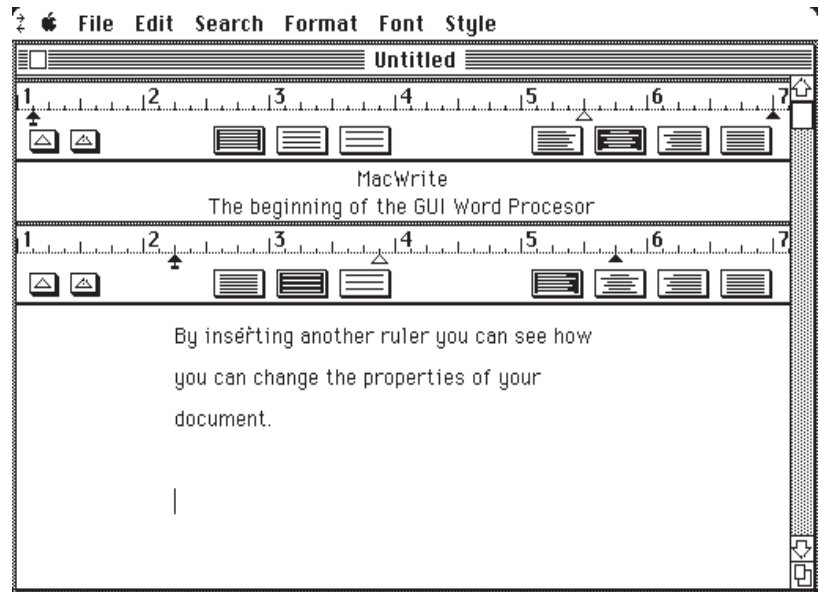 File Edit Search Format Font Style
Untitled
1 2 3 4 5 6 7
MacWrite
The beginning of the GUI Word Procesor
1 2 3 4 5 6 7
By inserting another ruler you can see how
you can change the properties of your
document.